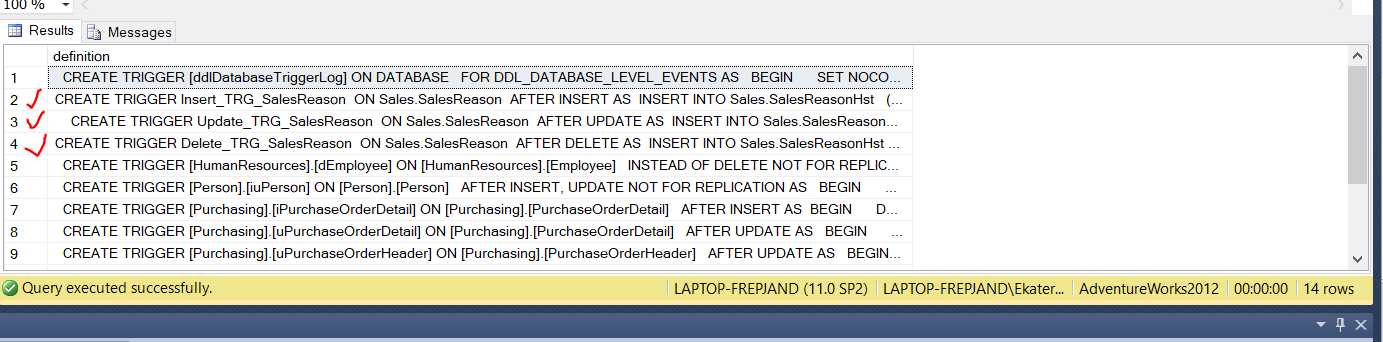 100 %
Results Messages
definition
1 CREATE TRIGGER [ddlDatabaseTriggerLog] ON DATABASE FOR DDL_DATABASE_LEVEL_EVENTS AS BEGIN SET NOCO...
2 CREATE TRIGGER Insert_TRG_SalesReason ON Sales.SalesReason AFTER INSERT AS INSERT INTO Sales.SalesReasonHst (...
3 CREATE TRIGGER Update_TRG_SalesReason ON Sales.SalesReason AFTER UPDATE AS INSERT INTO Sales.SalesReason...
4 CREATE TRIGGER Delete_TRG_SalesReason ON Sales.SalesReason AFTER DELETE AS INSERT INTO Sales.SalesReasonHst ...
5 CREATE TRIGGER [HumanResources].[dEmployee] ON [HumanResources].[Employee] INSTEAD OF DELETE NOT FOR REPLIC...
6 CREATE TRIGGER [Person].[iuPerson] ON [Person].[Person] AFTER INSERT, UPDATE NOT FOR REPLICATION AS BEGIN ...
7 CREATE TRIGGER [Purchasing].[iPurchaseOrderDetail] ON [Purchasing].[PurchaseOrderDetail] AFTER INSERT AS BEGIN D...
8 CREATE TRIGGER [Purchasing].[uPurchaseOrderDetail] ON [Purchasing].[PurchaseOrderDetail] AFTER UPDATE AS BEGIN ...
9 CREATE TRIGGER [Purchasing].[uPurchaseOrderHeader] ON [Purchasing].[PurchaseOrderHeader] AFTER UPDATE AS BEGIN...
Query executed successfully. LAPTOP-FREPJAND (11.0 SP2) LAPTOP-FREPJAND\Ekater... AdventureWorks2012 00:00:00 14 rows